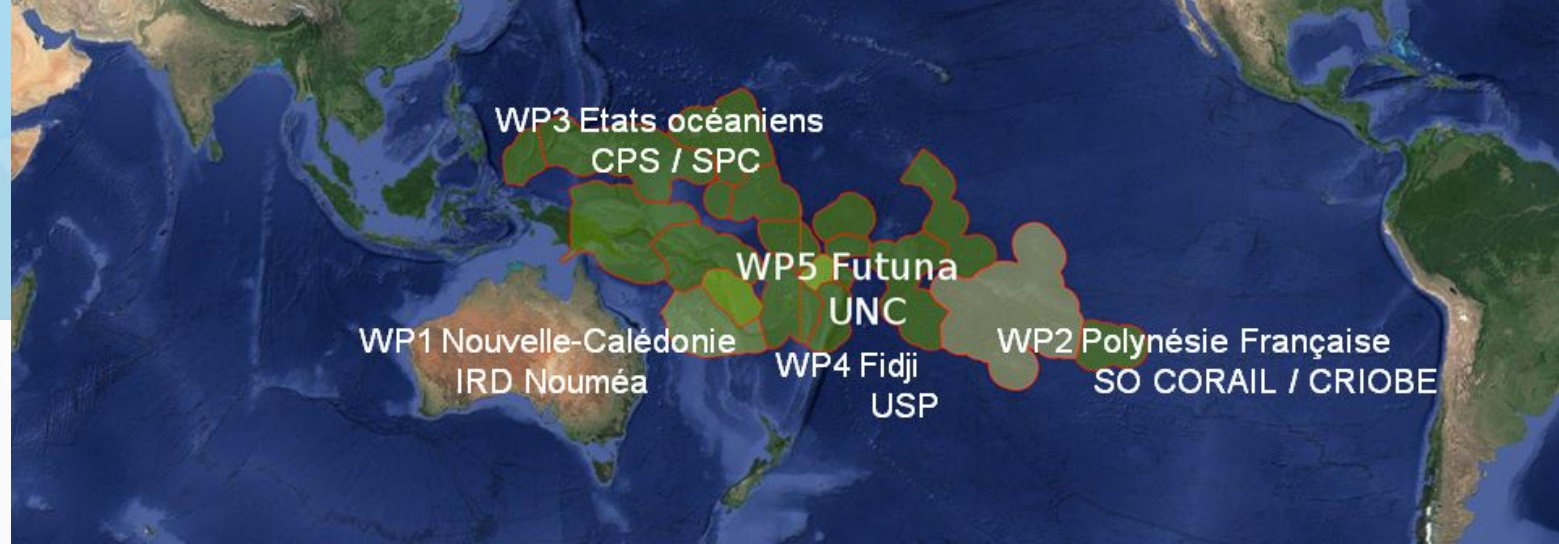 WP3 Etats océaniens
CPS / SPC
WP5 Futuna
UNC
WP1 Nouvelle-Calédonie
IRD Nouméa
WP4 Fidji
USP
WP2 Polynésie Française
SO CORAIL / CRIOBE